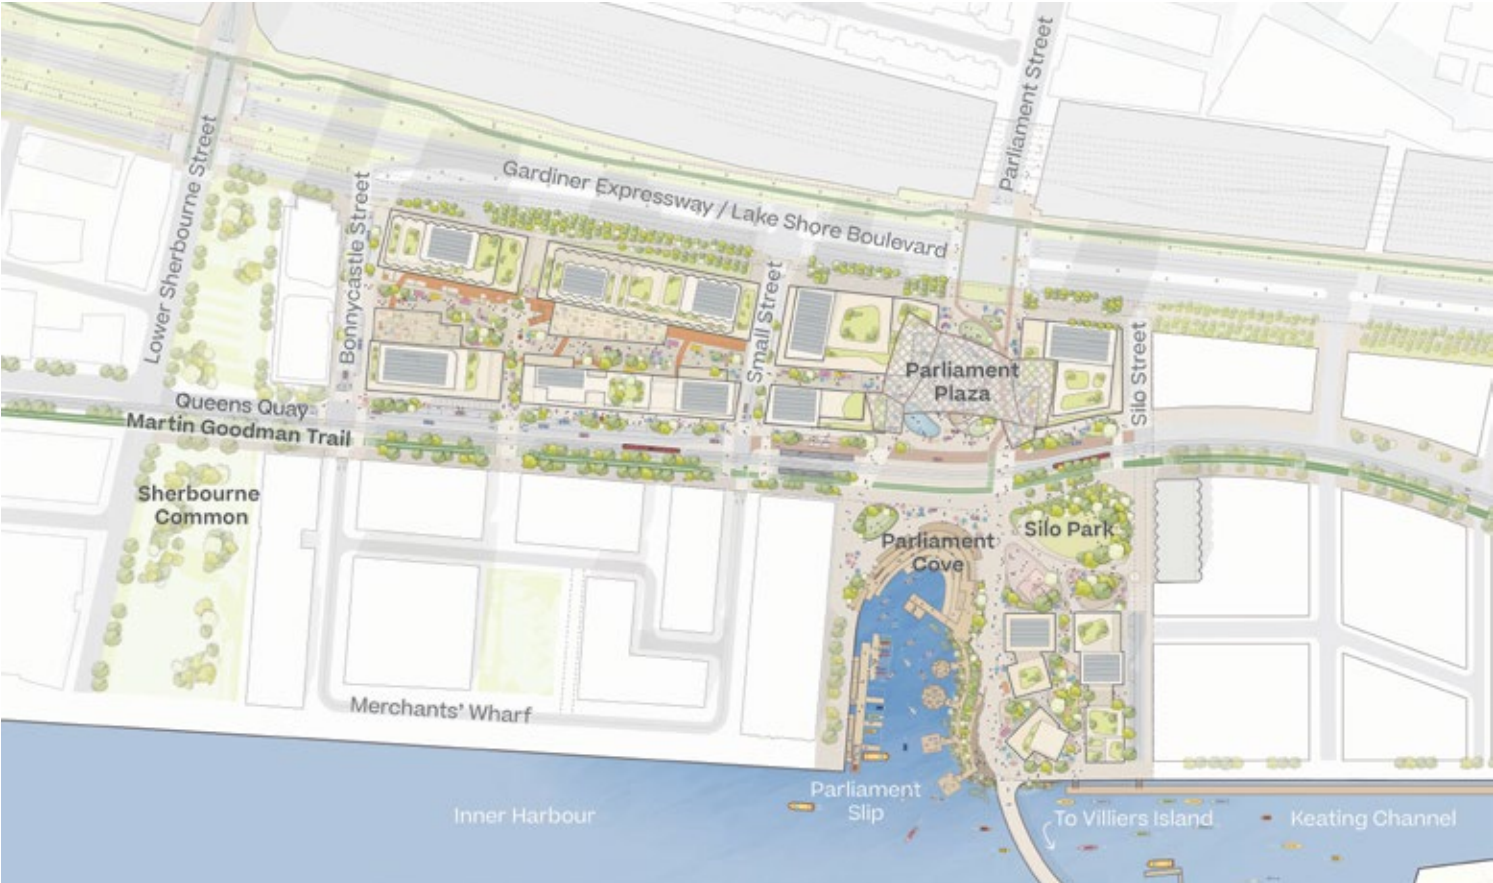 Parliament Street
Gardiner Expressway / Lake Shore Boulevard
Lower Sherbourne Street
Bonnycastle Street
Small Street
Silo Street
Parliament
Plaza
Queens Quay
Martin Goodman Trail
Sherbourne
Common
Silo Park
Parliament
Cove
Merchants' Wharf
Parliament
Slip
Inner Harbour
To Villiers Island
Keating Channel